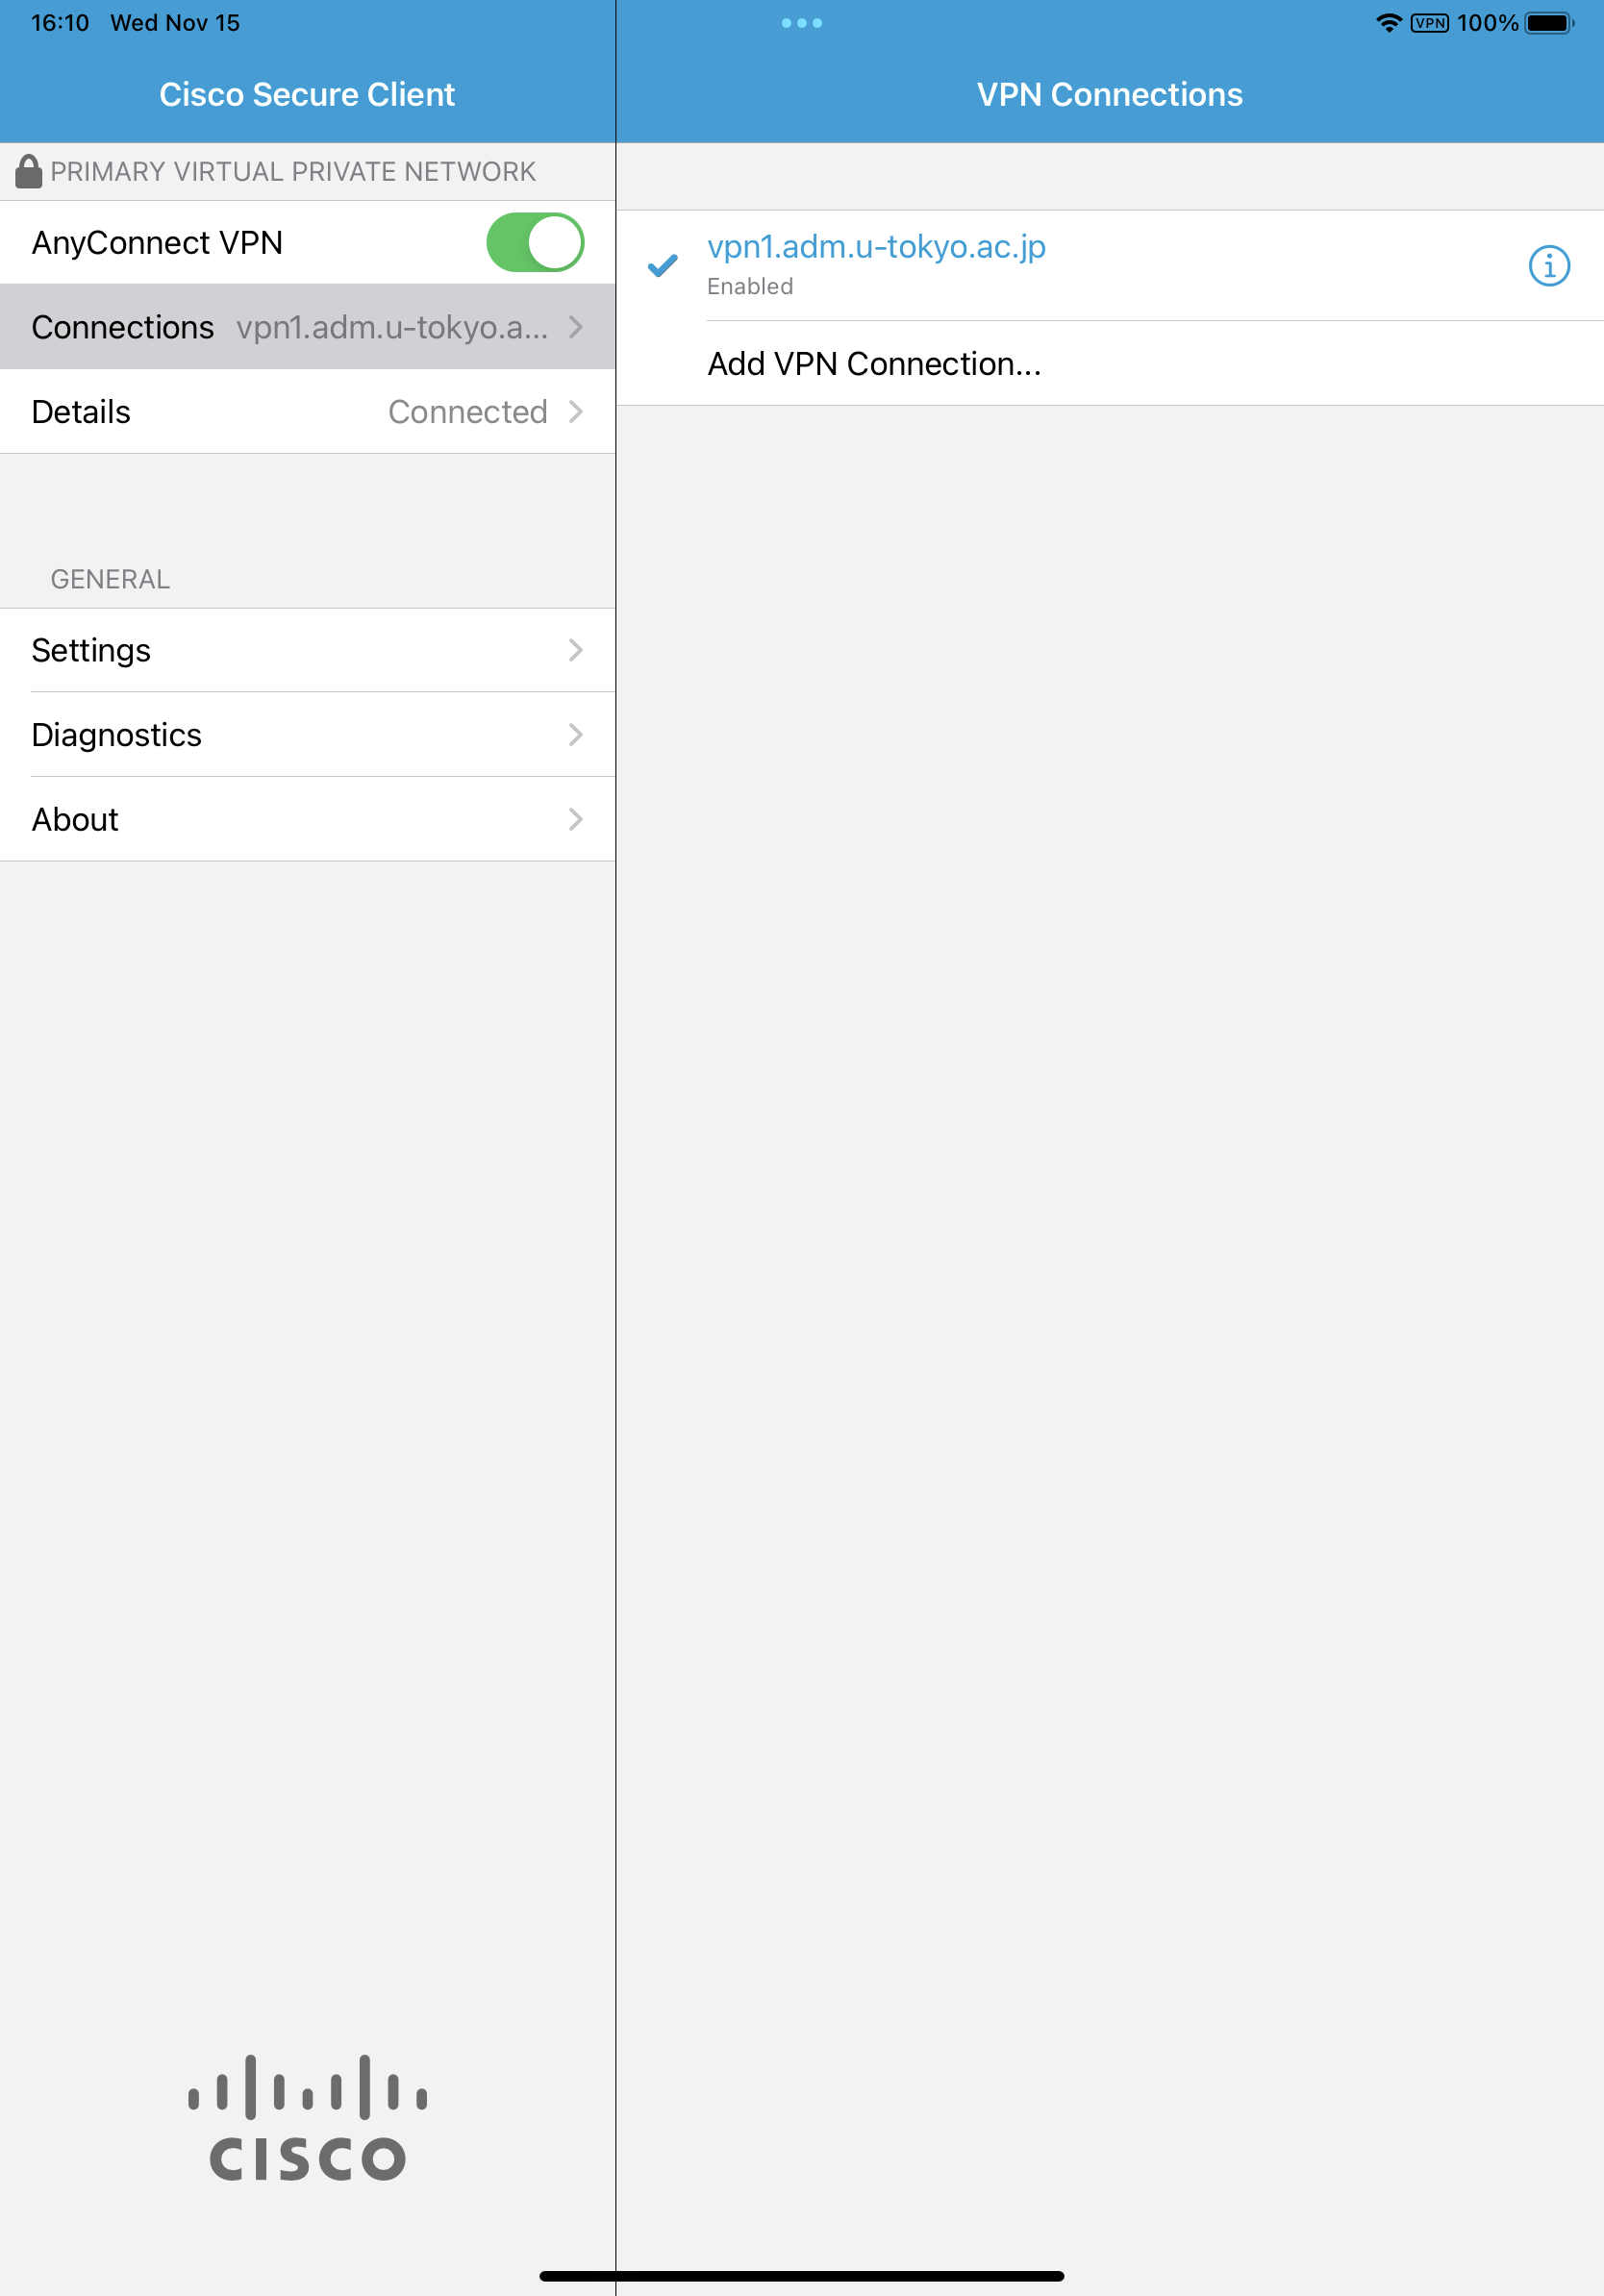 16:10 Wed Nov 15
VPN 100%
Cisco Secure Client
PRIMARY VIRTUAL PRIVATE NETWORK
AnyConnect VPN
Connections vpn1.adm.u-tokyo.a...
Details Connected
GENERAL
Settings
Diagnostics
About
CISCO
VPN Connections
vpn1.adm.u-tokyo.ac.jp
Enabled
Add VPN Connection...